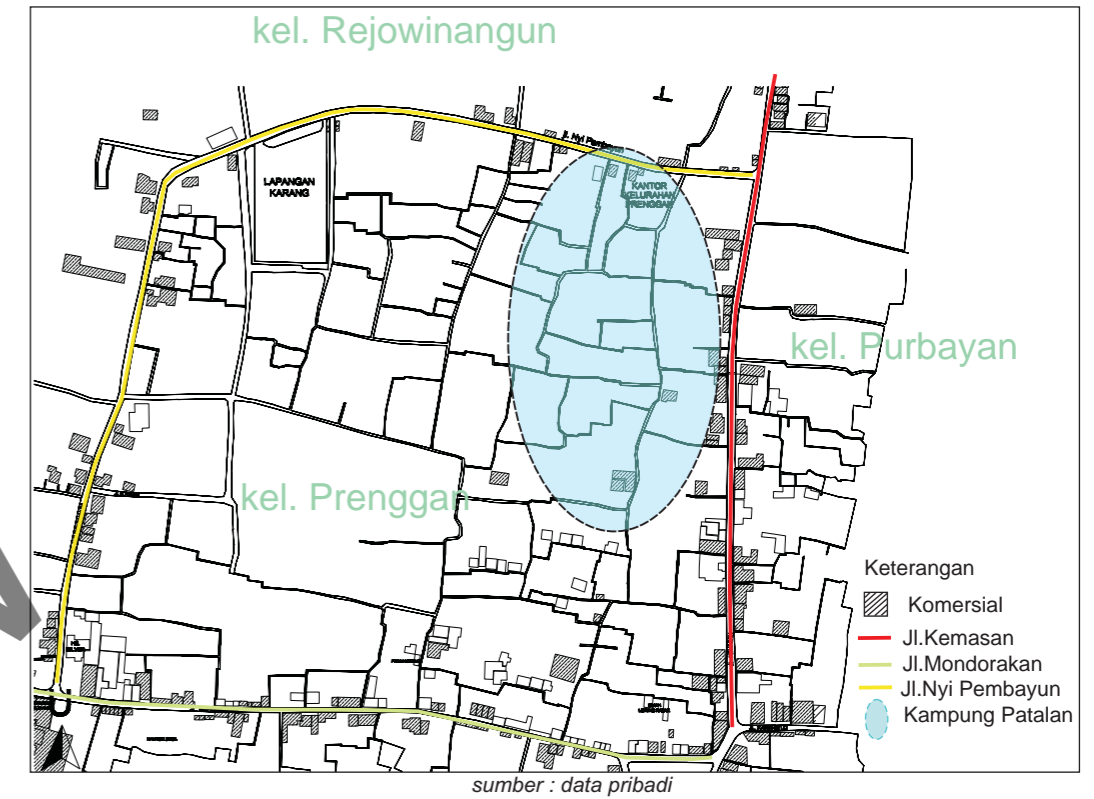 kel. Rejowinangun
jl. Nyi Pembayun
LAPANGAN
KARANG
KANTOR
KELURAHAN
PRENGGAN
kel. Purbayan
kel. Prenggan
Keterangan
Komersial
Jl.Kemasan
Jl.Mondorakan
Jl.Nyi Pembayun
Kampung Patalan
sumber : data pribadi